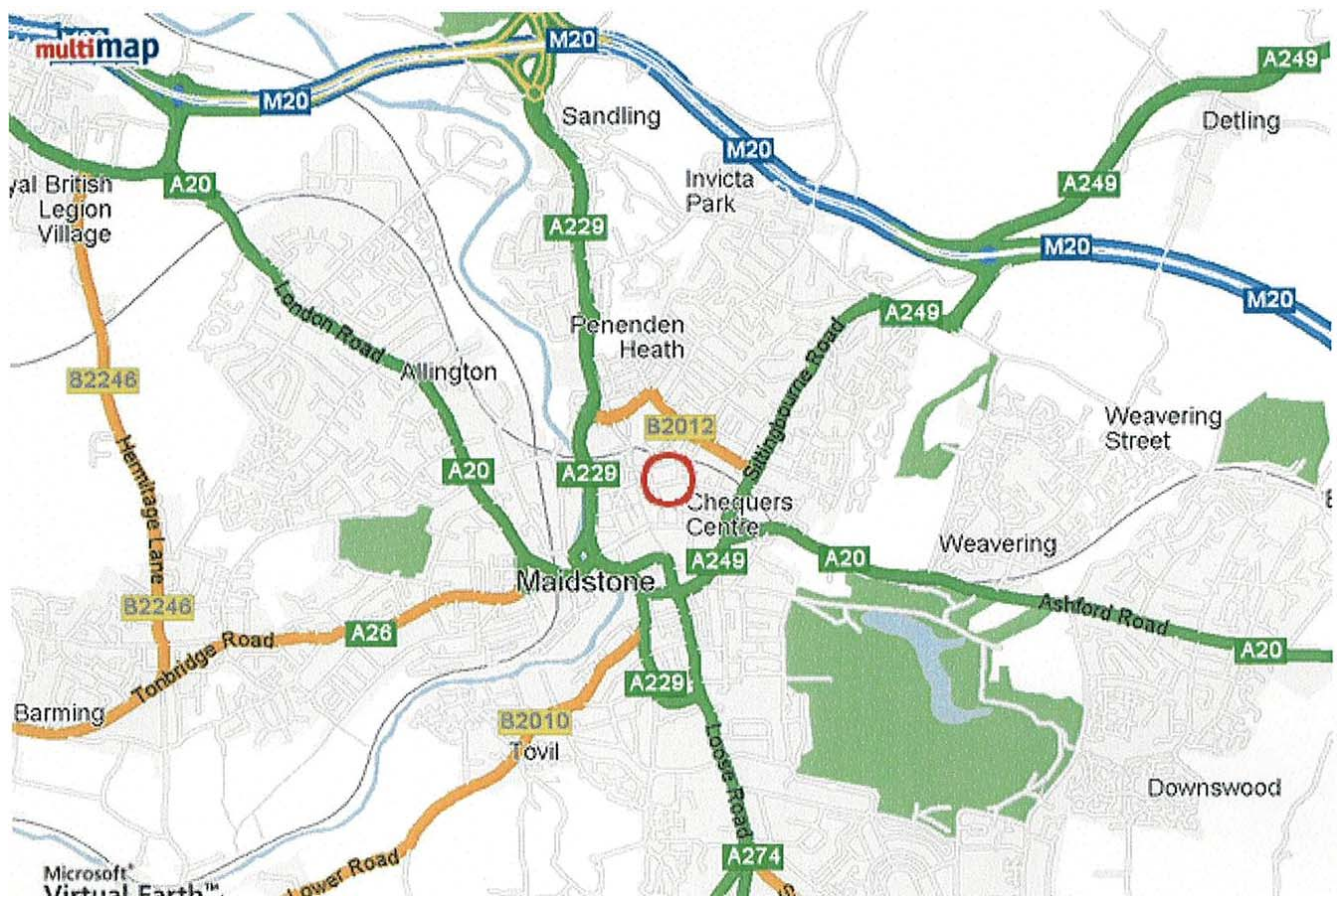 multimap
M20
A249
M20
Sandling
Detling
M20
A20
Invicta
Park
A249
yal British
Legion
Village
A229
M20
M20
A249
London Road
Penenden
Heath
Sittingbourne Road
B2246
Allington
Weavering
Street
B2012
Hermitage Lane
A20
A229
Chequers
Centre
Weavering
A249
A20
Maidstone
B2246
Ashford Road
A26
Tonbridge Road
A20
A229
Barming
B2010
Tovil
Loose Road
Downswood
A274
Lower Road
Microsoft®
Virtual Earth™